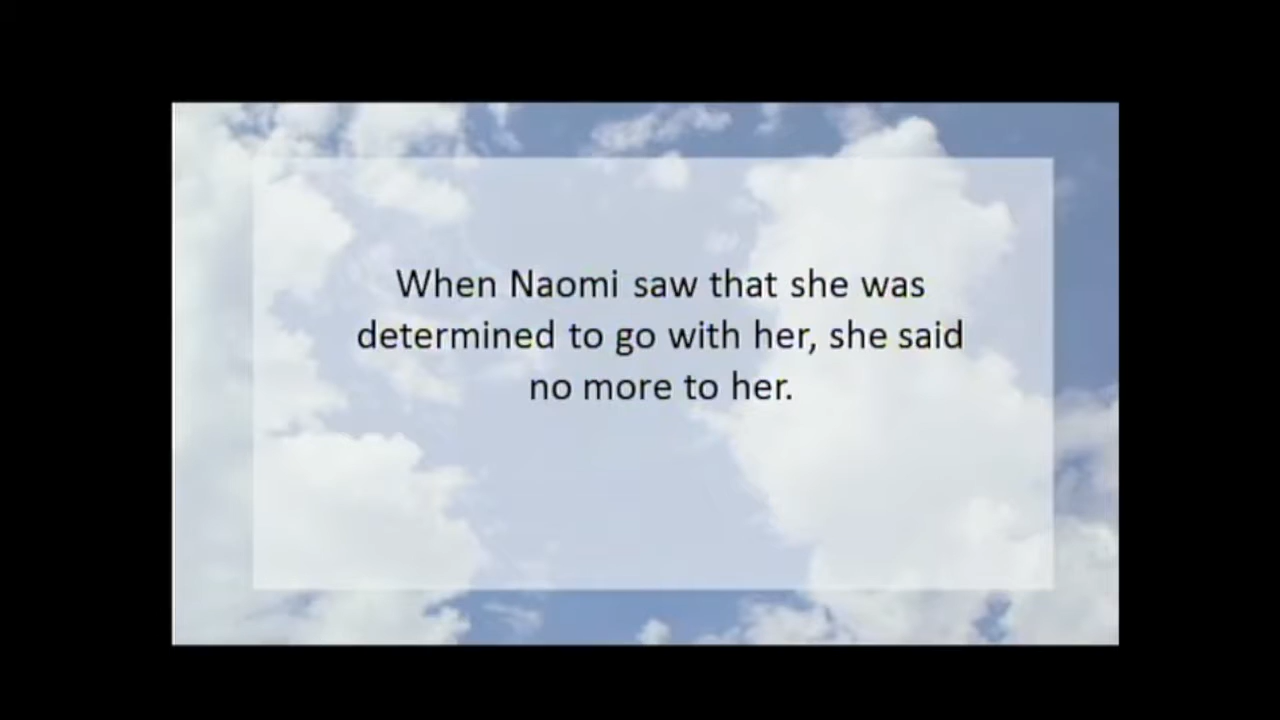 When Naomi saw that she was
determined to go with her, she said
no more to her.